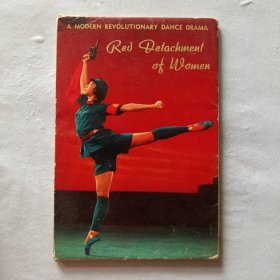 A MODERN REVOLUTIONARY DANCE DRAMA
Red Detachment
of Women